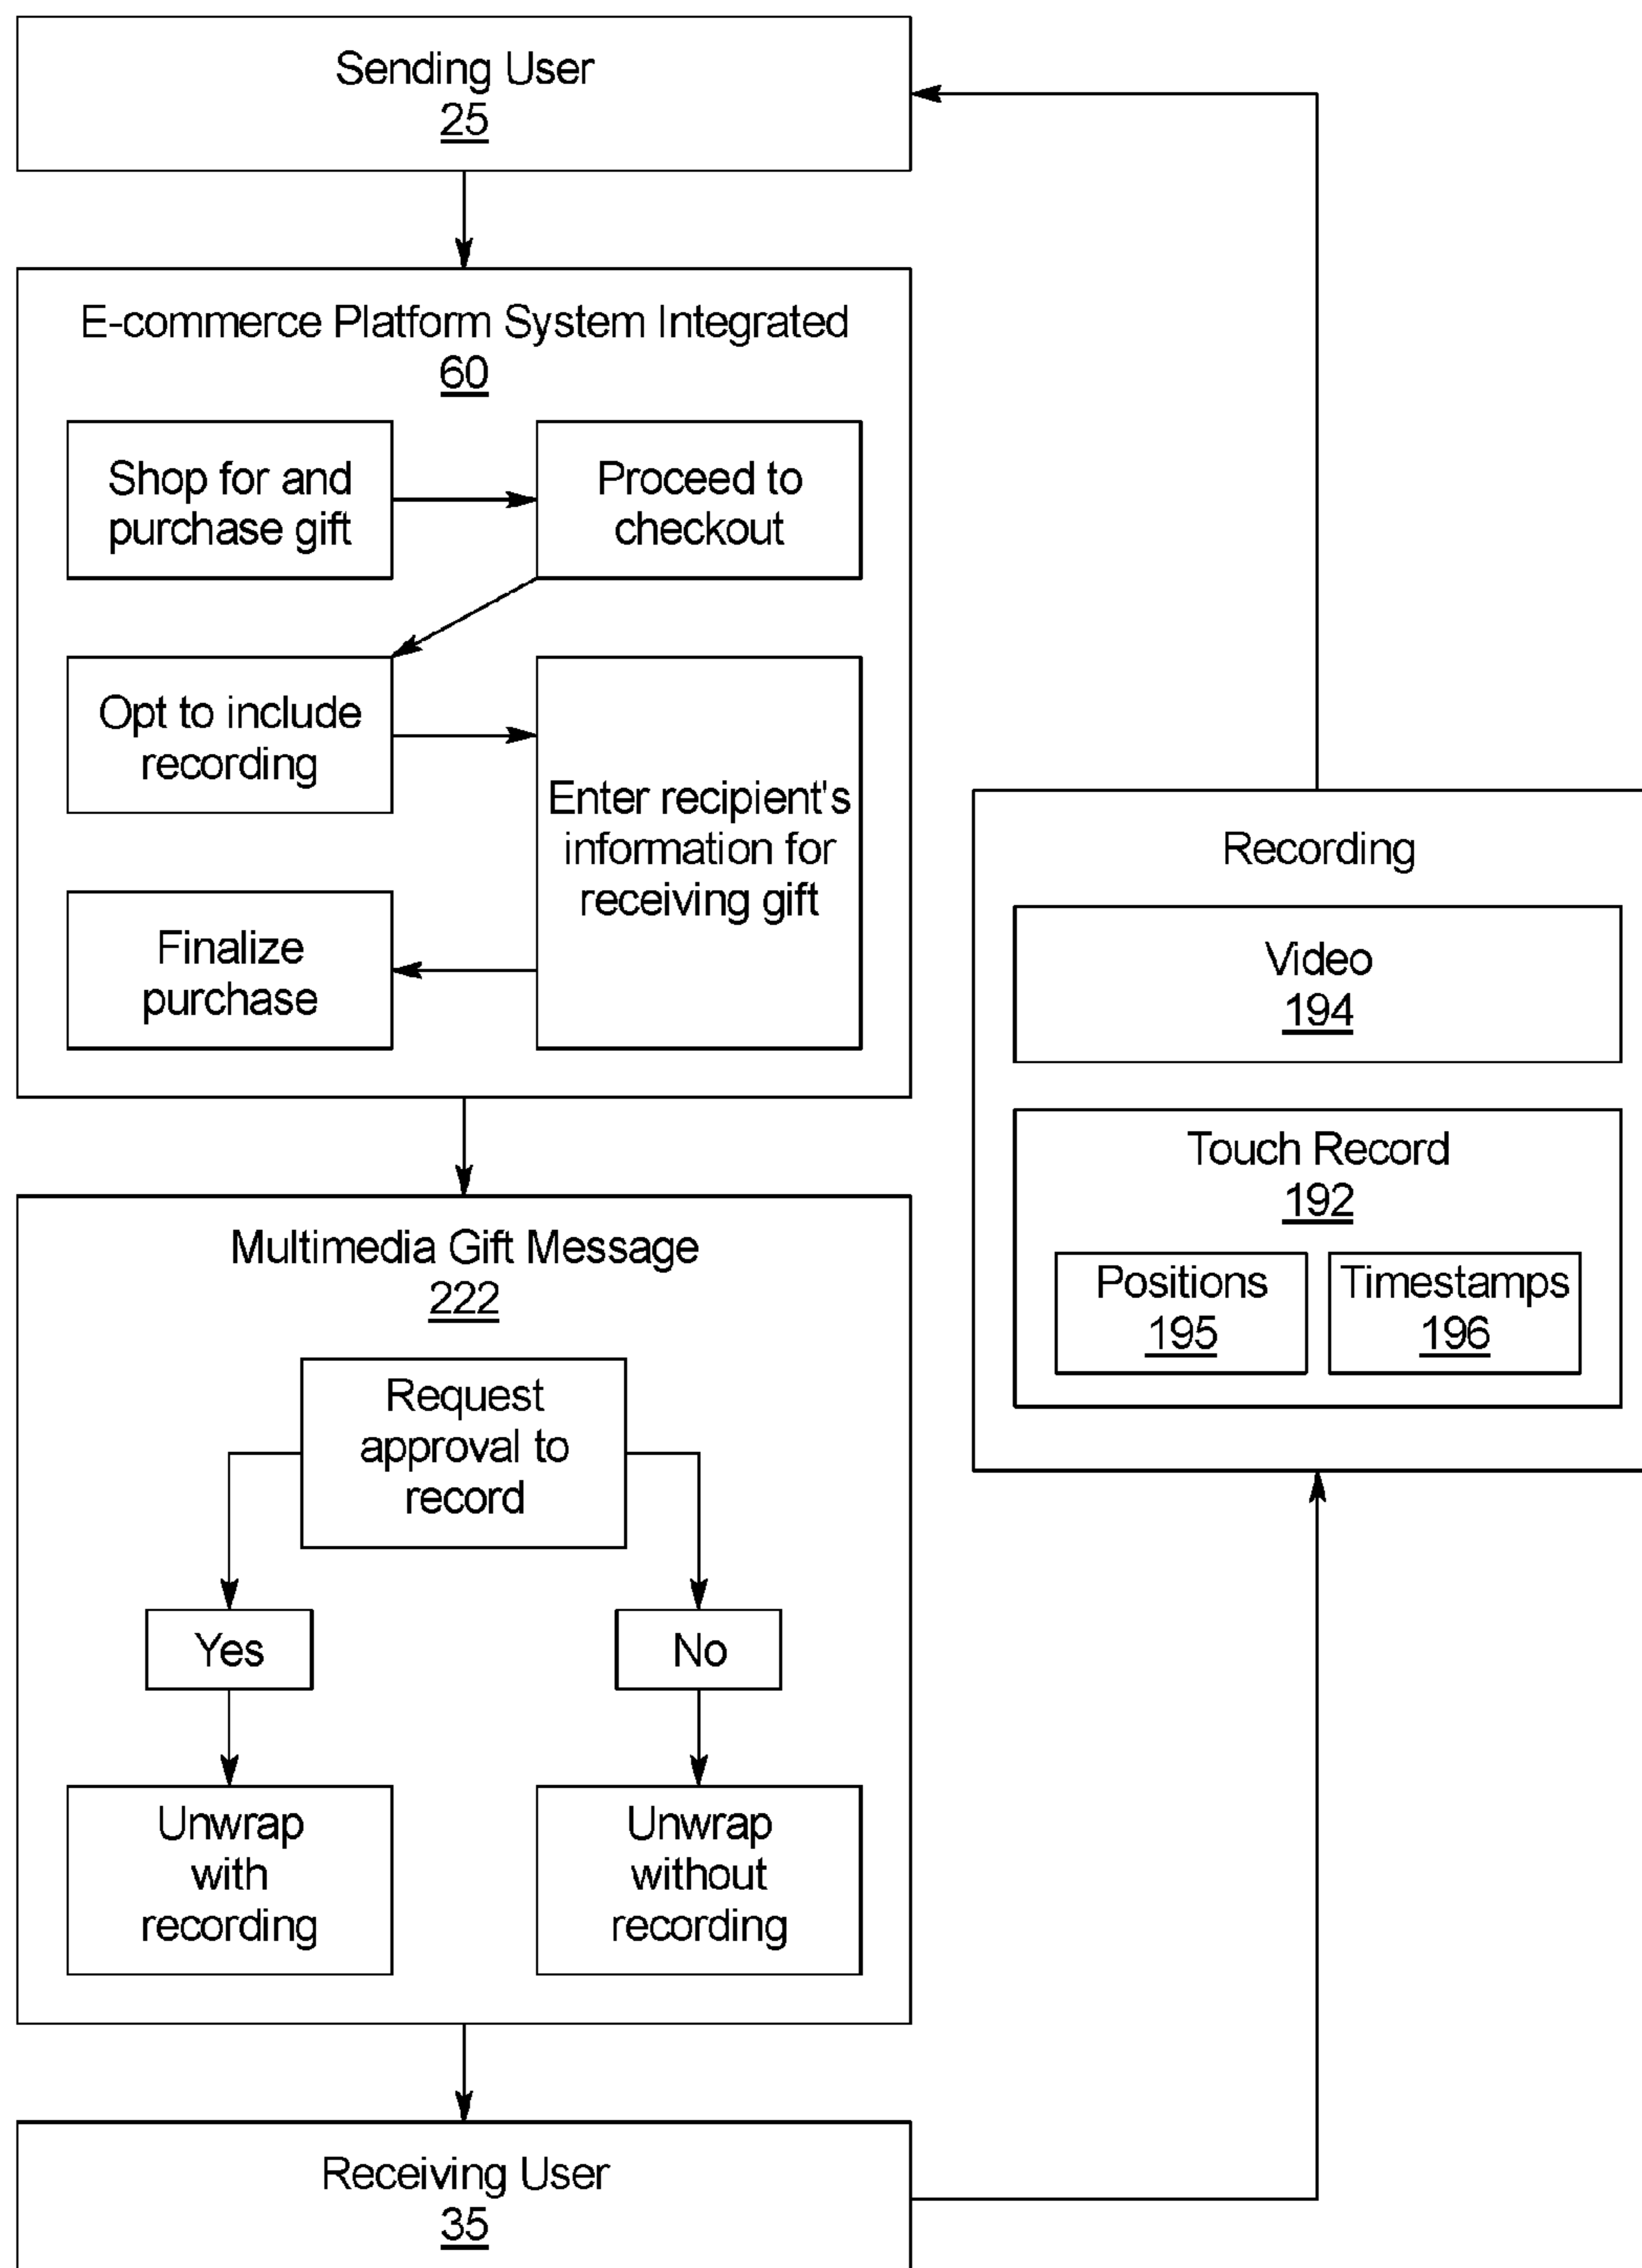 Sending User
25
E-commerce Platform System Integrated
60
Shop for and
purchase gift
Proceed to
checkout
Opt to include
recording
Enter recipient's
information for
receiving gift
Finalize
purchase
Multimedia Gift Message
222
Request
approval to
record
Yes
No
Unwrap
with
recording
Unwrap
without
recording
Receiving User
35
Recording
Video
194
Touch Record
192
Positions
195
Timestamps
196